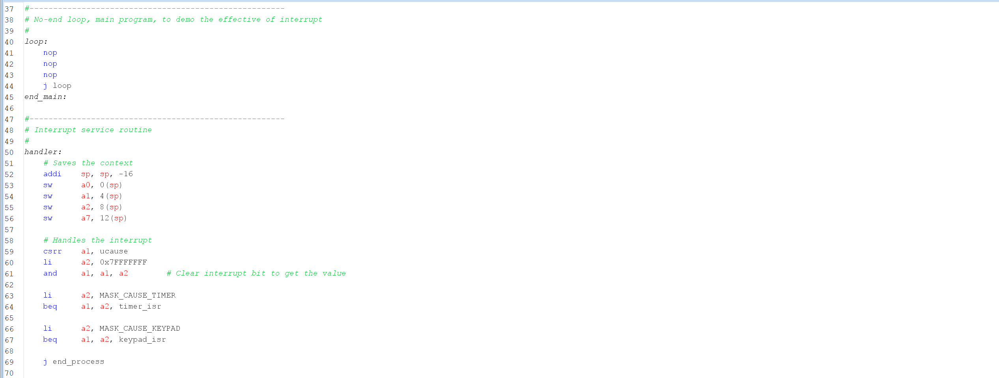 37 #------------------------------------------------------
38 # No-end loop, main program, to demo the effective of interrupt
39 #
40 loop:
41     nop
42     nop
43     nop
44     j loop
45 end_main:
46
47 #------------------------------------------------------
48 # Interrupt service routine
49 #
50 handler:
51     # Saves the context
52     addi    sp, sp, -16
53     sw      a0, 0(sp)
54     sw      a1, 4(sp)
55     sw      a2, 8(sp)
56     sw      a7, 12(sp)
57
58     # Handles the interrupt
59     csrr    a1, ucause
60     li      a2, 0x7FFFFFFF
61     and     a1, a1, a2        # Clear interrupt bit to get the value
62
63     li      a2, MASK_CAUSE_TIMER
64     beq     a1, a2, timer_isr
65
66     li      a2, MASK_CAUSE_KEYPAD
67     beq     a1, a2, keypad_isr
68
69     j end_process
70